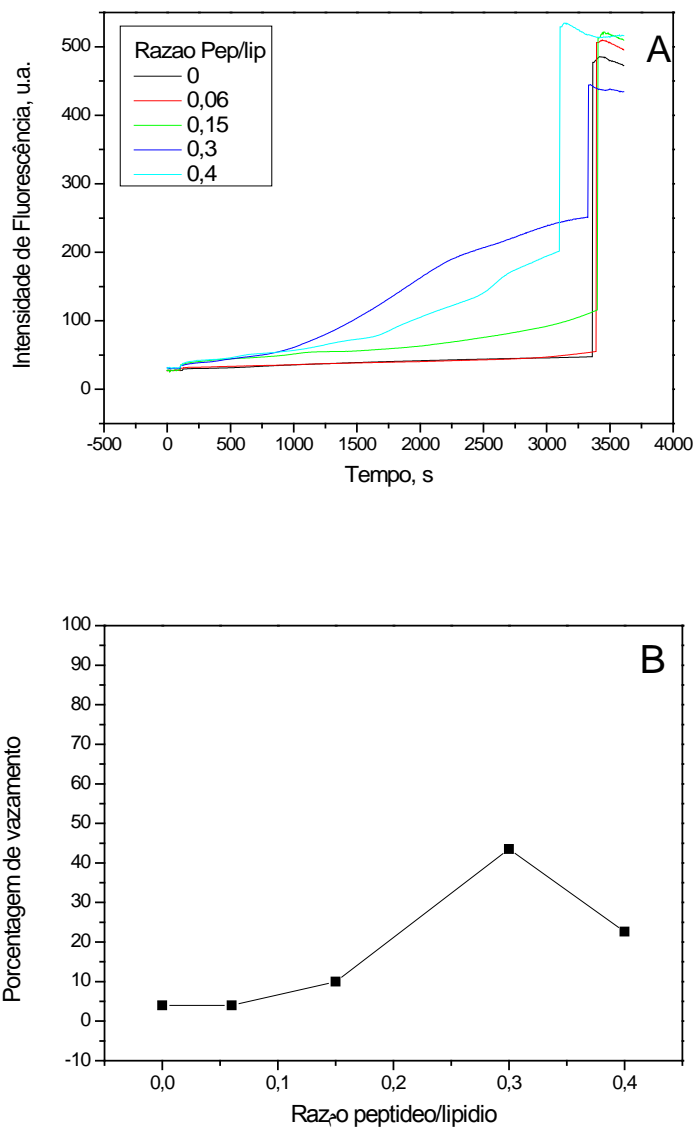 A
Razao Pep/lip
0
0,06
0,15
0,3
0,4
Intensidade de Fluorescência, u.a.
500
400
300
200
100
0
-500 0 500 1000 1500 2000 2500 3000 3500 4000
Tempo, s
B
Porcentagem de vazamento
100
90
80
70
60
50
40
30
20
10
0
-10
0,0 0,1 0,2 0,3 0,4
peptideo/lipidio